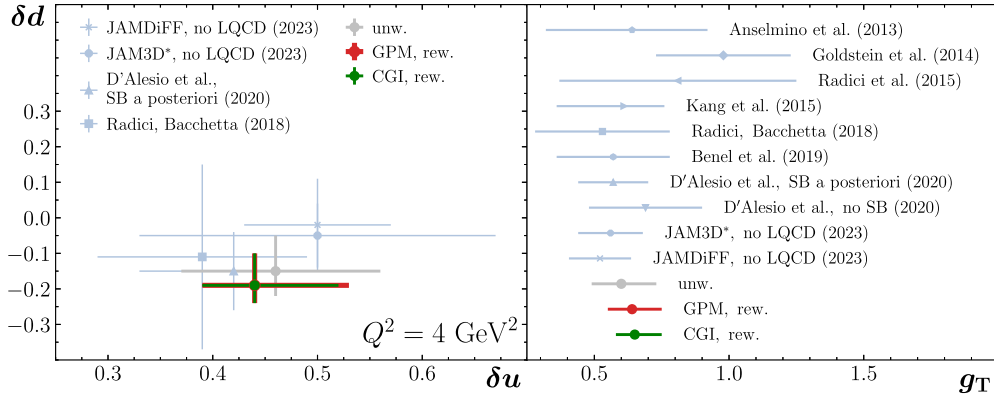 δd
JAMDiFF, no LQCD (2023)
JAM3D*, no LQCD (2023)
D'Alesio et al.,
SB a posteriori (2020)
Radici, Bacchetta (2018)
unw.
GPM, rew.
CGI, rew.
0.3
0.2
0.1
0.0
−0.1
−0.2
−0.3
Q² = 4 GeV²
0.3 0.4 0.5 0.6
δu
Anselmino et al. (2013)
Goldstein et al. (2014)
Radici et al. (2015)
Kang et al. (2015)
Radici, Bacchetta (2018)
Benel et al. (2019)
D'Alesio et al., SB a posteriori (2020)
D'Alesio et al., no SB (2020)
JAM3D*, no LQCD (2023)
JAMDiFF, no LQCD (2023)
unw.
GPM, rew.
CGI, rew.
0.5 1.0 1.5
g_T